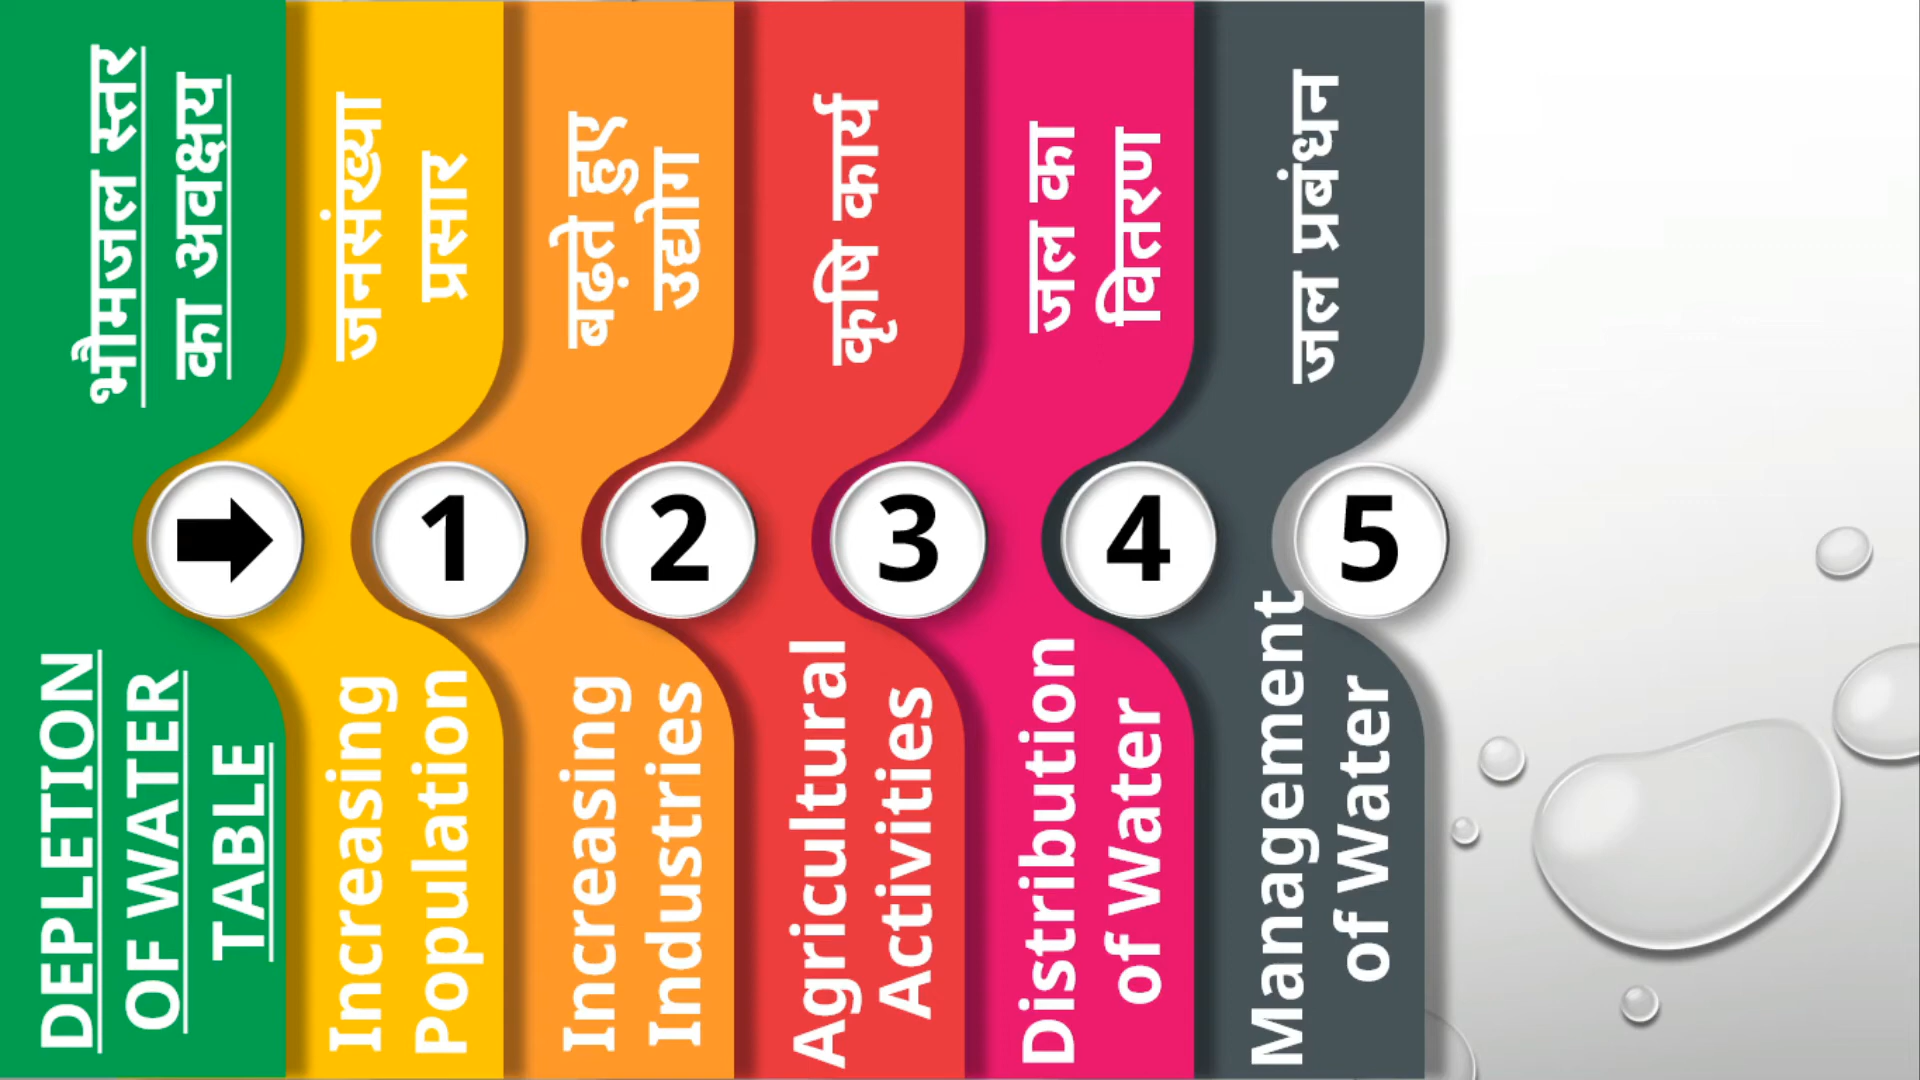 भौमजल स्तर
का अवक्षय
DEPLETION
OF WATER
TABLE
जनसंख्या
प्रसार
1
Increasing
Population
बढ़ते हुए
उद्योग
2
Increasing
Industries
कृषि कार्य
3
Agricultural
Activities
जल का
वितरण
4
Distribution
of Water
जल प्रबंधन
5
Management
of Water